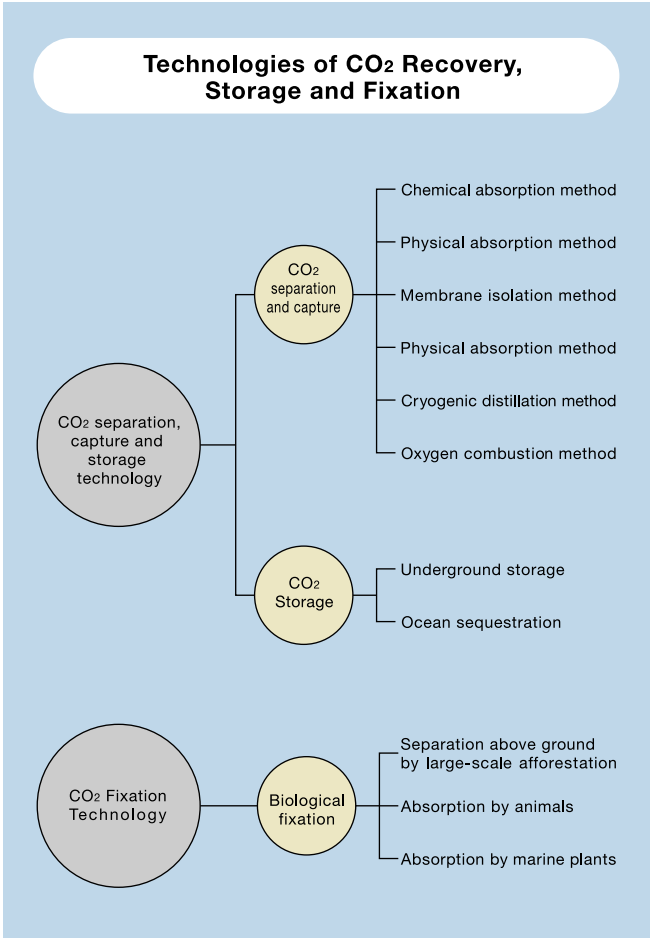 Technologies of CO2 Recovery,
Storage and Fixation
CO2 separation,
capture and
storage
technology
CO2
separation
and capture
Chemical absorption method
Physical absorption method
Membrane isolation method
Physical absorption method
Cryogenic distillation method
Oxygen combustion method
CO2
Storage
Underground storage
Ocean sequestration
CO2 Fixation
Technology
Biological
fixation
Separation above ground
by large-scale afforestation
Absorption by animals
Absorption by marine plants